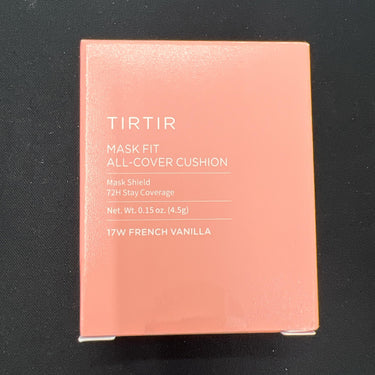 TIRTIR
MASK FIT
ALL-COVER CUSHION
Mask Shield
72H Stay Coverage
Net. Wt. 0.15 oz. (4.5g)
17W FRENCH VANILLA